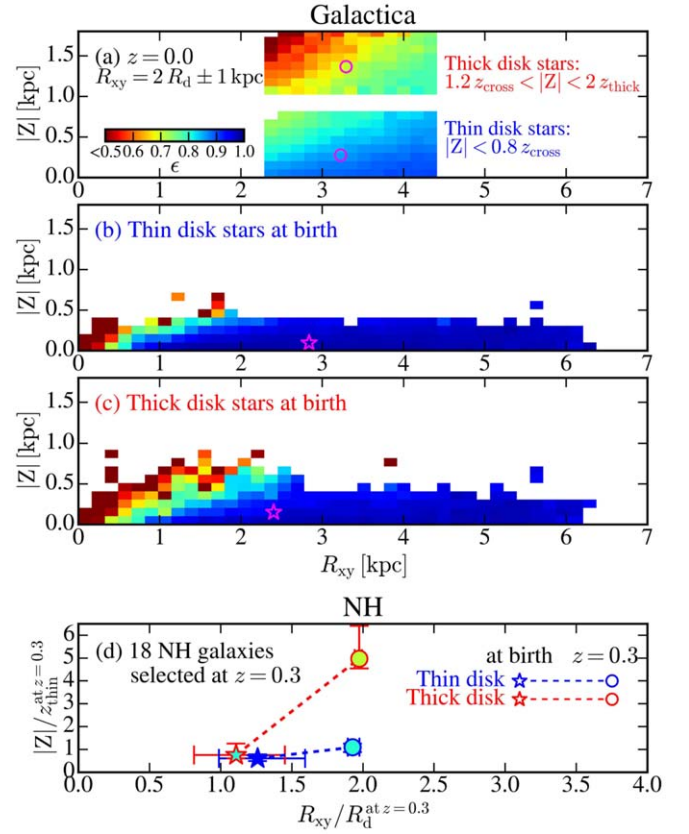 Galactica
|Z| [kpc]
1.5
1.0
0.5
0.0
(a) z=0.0
R_xy = 2 R_d ± 1 kpc
<0.5 0.6 0.7 0.8 0.9 1.0
ϵ
Thick disk stars:
1.2 z_cross < |Z| < 2 z_thick
Thin disk stars:
|Z| < 0.8 z_cross
0 1 2 3 4 5 6 7
|Z| [kpc]
1.5
1.0
0.5
0.0
(b) Thin disk stars at birth
0 1 2 3 4 5 6 7
|Z| [kpc]
1.5
1.0
0.5
0.0
(c) Thick disk stars at birth
0 1 2 3 4 5 6 7
R_xy [kpc]
NH
|Z|/z_thin^at z=0.3
6
5
4
3
2
1
0
(d) 18 NH galaxies
selected at z=0.3
at birth z=0.3
Thin disk
Thick disk
0.0 0.5 1.0 1.5 2.0 2.5 3.0 3.5 4.0
R_xy/R_d^at z=0.3